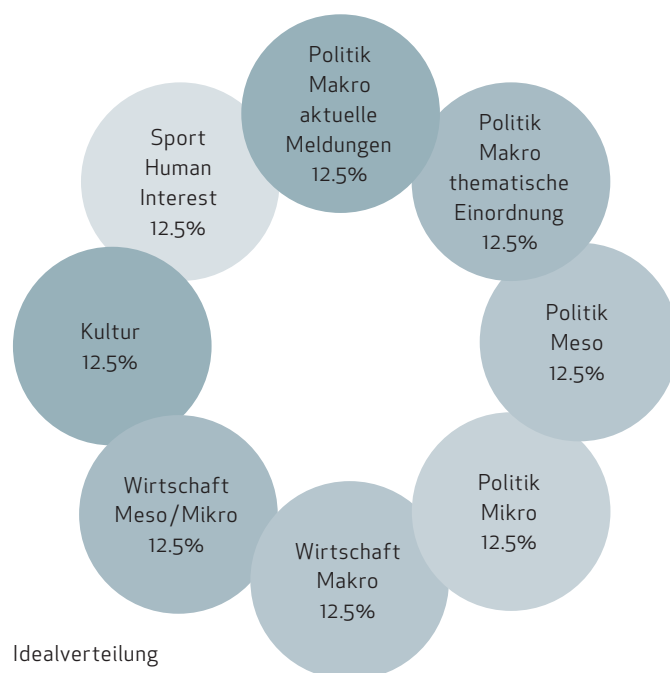 Politik
Makro
aktuelle
Meldungen
12.5%
Politik
Makro
thematische
Einordnung
12.5%
Politik
Meso
12.5%
Politik
Mikro
12.5%
Wirtschaft
Makro
12.5%
Wirtschaft
Meso/Mikro
12.5%
Kultur
12.5%
Sport
Human
Interest
12.5%
Idealverteilung